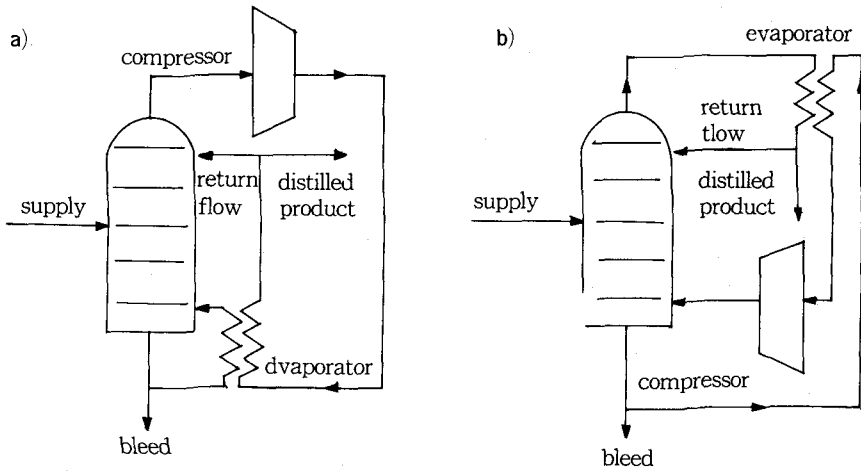 a)
compressor
supply
return
flow
distilled
product
dvaporator
bleed
b)
evaporator
return
tlow
distilled
product
supply
compressor
bleed